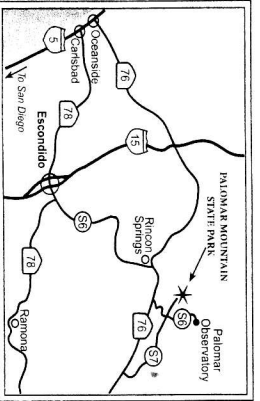 PALOMAR MOUNTAIN
STATE PARK
Palomar
Observatory
S6
S7
76
Rincon
Springs
S6
15
76
Oceanside
Carlsbad
5
To San Diego
78
Escondido
78
Ramona